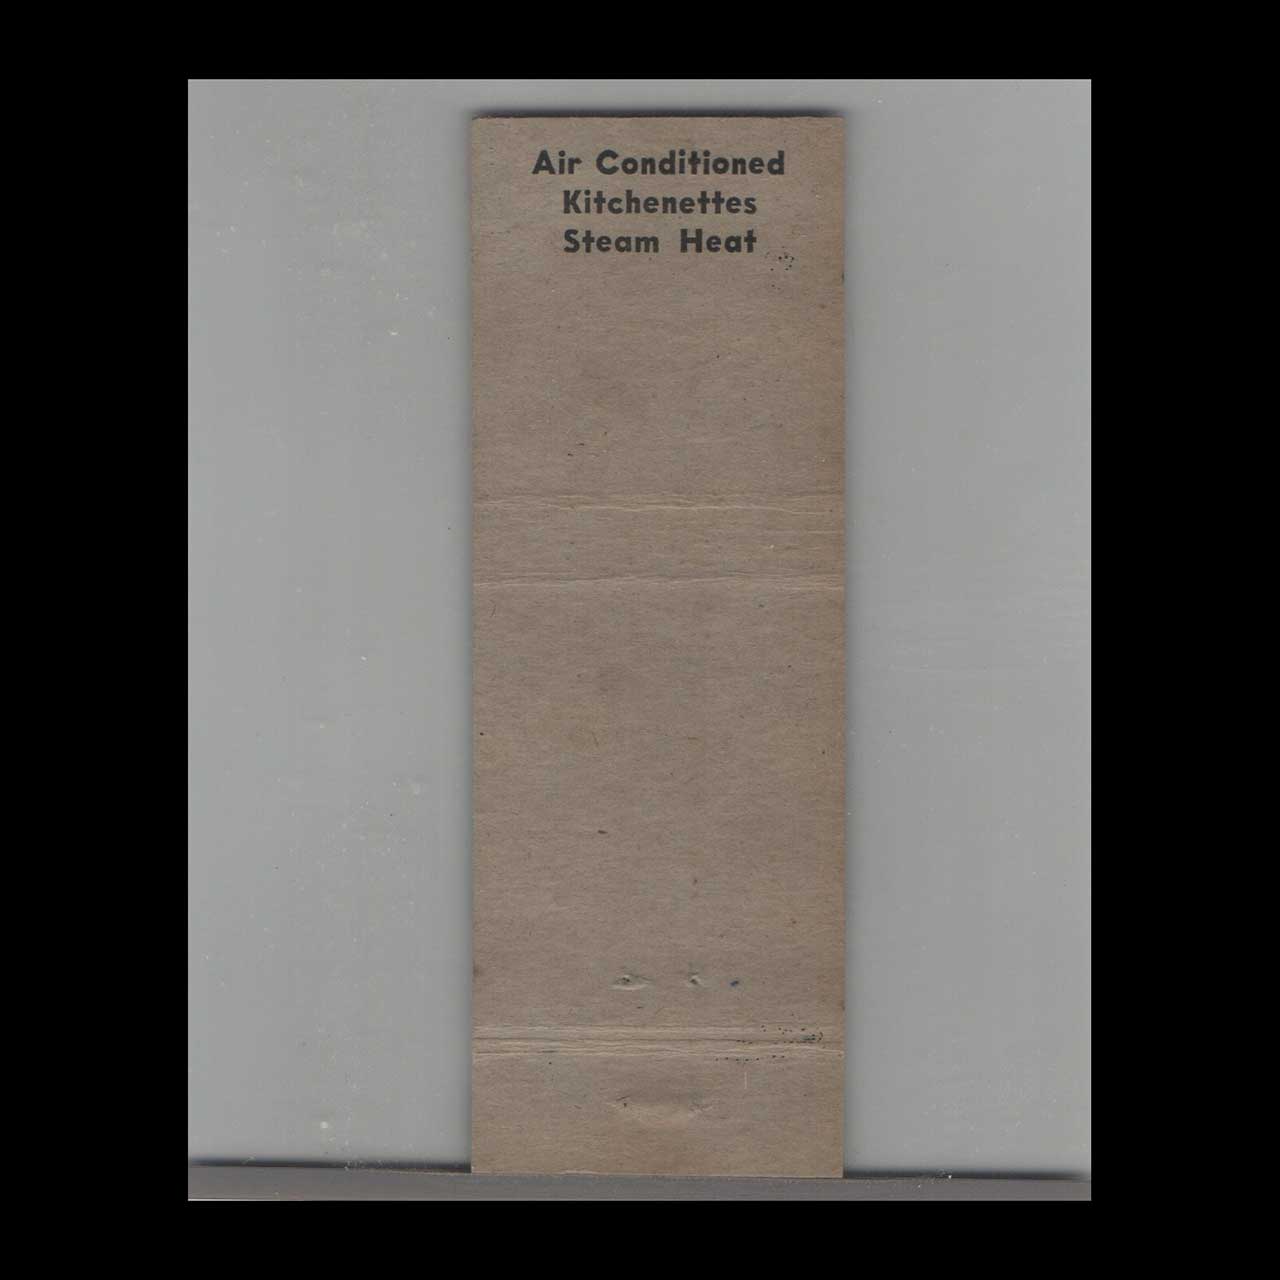 Air Conditioned
Kitchenettes
Steam Heat